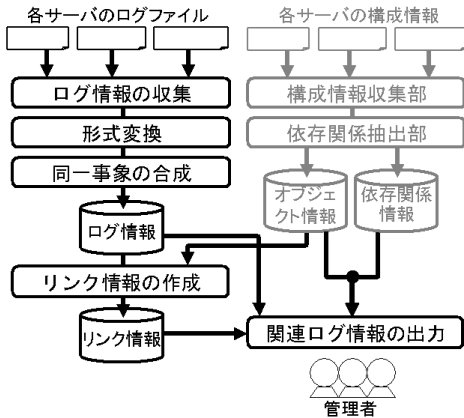 各サーバのログファイル
各サーバの構成情報
ログ情報の収集
構成情報収集部
形式変換
依存関係抽出部
同一事象の合成
オブジェ
クト情報
依存関係
情報
ログ情報
リンク情報の作成
リンク情報
関連ログ情報の出力
管理者